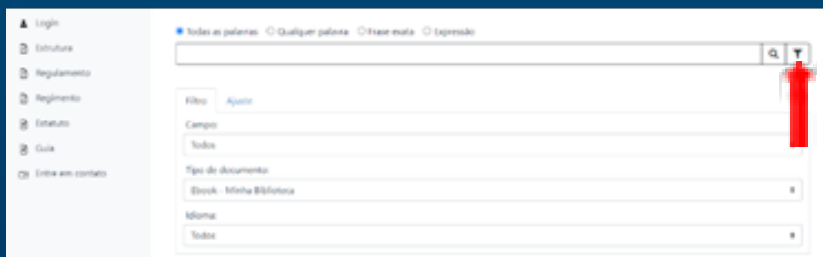 Login
Estrutura
Regulamento
Regimento
Estatuto
Guia
Entre em contato
Todas as palavras Qualquer palavra Frase exata Expressão
Filtro Ajuste
Campo:
Todos
Tipo de documento:
Ebook - Minha Biblioteca
Idioma:
Todos